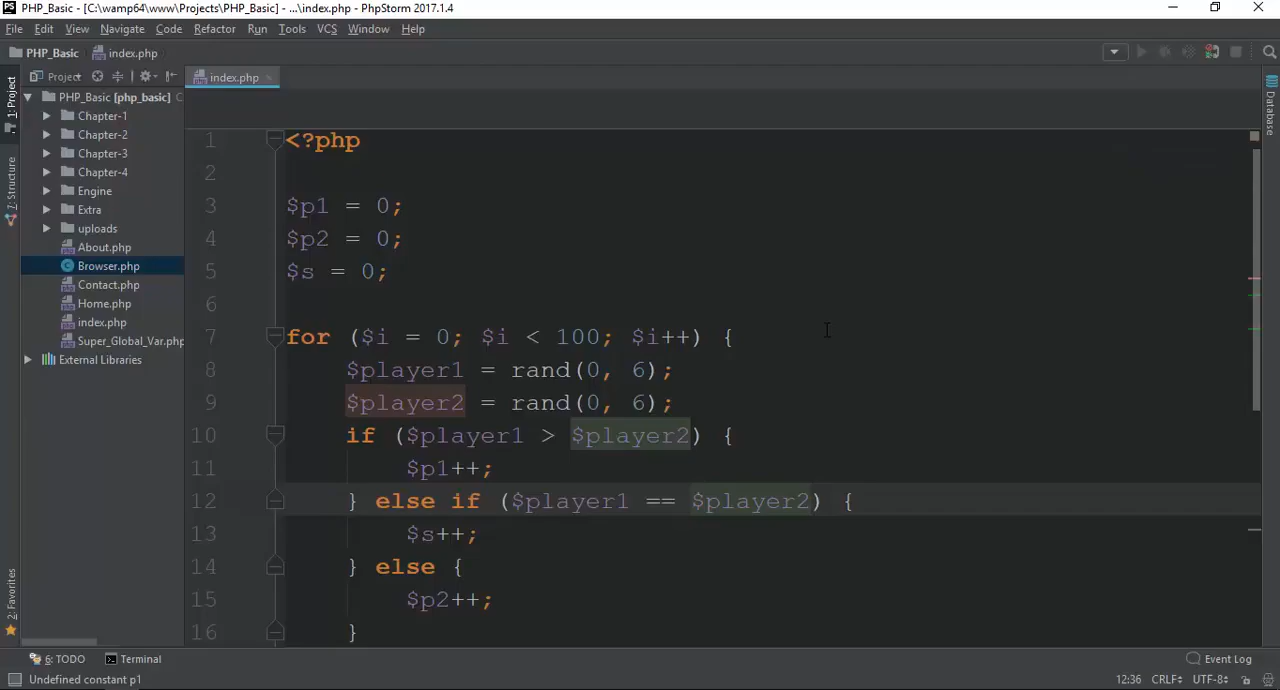 PHP_Basic - [C:\wamp64\www\Projects\PHP_Basic] - ...\index.php - PhpStorm 2017.1.4
File Edit View Navigate Code Refactor Run Tools VCS Window Help
PHP_Basic index.php
Project index.php
1: Project
7: Structure
2: Favorites
Database
PHP_Basic [php_basic] C
Chapter-1
Chapter-2
Chapter-3
Chapter-4
Engine
Extra
uploads
About.php
Browser.php
Contact.php
Home.php
index.php
Super_Global_Var.php
External Libraries
1 <?php
2
3 $p1 = 0;
4 $p2 = 0;
5 $s = 0;
6
7 for ($i = 0; $i < 100; $i++) {
8 $player1 = rand(0, 6);
9 $player2 = rand(0, 6);
10 if ($player1 > $player2) {
11 $p1++;
12 } else if ($player1 == $player2) {
13 $s++;
14 } else {
15 $p2++;
16 }
6: TODO Terminal Event Log
Undefined constant p1 12:36 CRLF UTF-8